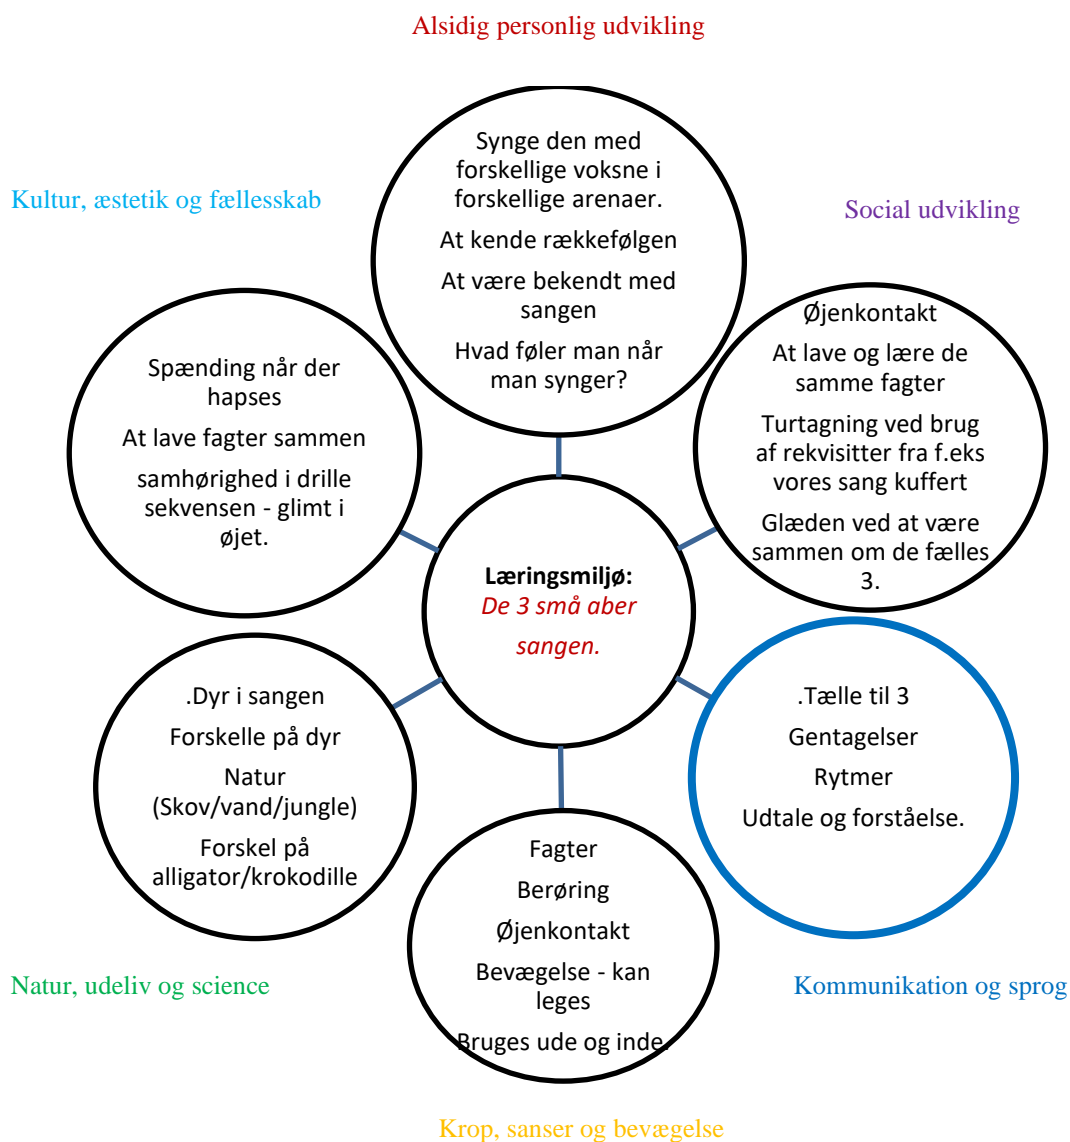 Alsidig personlig udvikling
Synge den med
forskellige voksne i
forskellige arenaer.
At kende rækkefølgen
At være bekendt med
sangen
Hvad føler man når
man synger?
Kultur, æstetik og fællesskab
Social udvikling
Spænding når der
hapses
At lave fagter sammen
samhørighed i drille
sekvensen - glimt i
øjet.
Øjenkontakt
At lave og lære de
samme fagter
Turtagning ved brug
af rekvisitter fra f.eks
vores sang kuffert
Glæden ved at være
sammen om de fælles
3.
Læringsmiljø:
De 3 små aber
sangen.
.Dyr i sangen
Forskelle på dyr
Natur
(Skov/vand/jungle)
Forskel på
alligator/krokodille
.Tælle til 3
Gentagelser
Rytmer
Udtale og forståelse.
Fagter
Berøring
Øjenkontakt
Bevægelse - kan
leges
Bruges ude og inde.
Natur, udeliv og science
Kommunikation og sprog
Krop, sanser og bevægelse